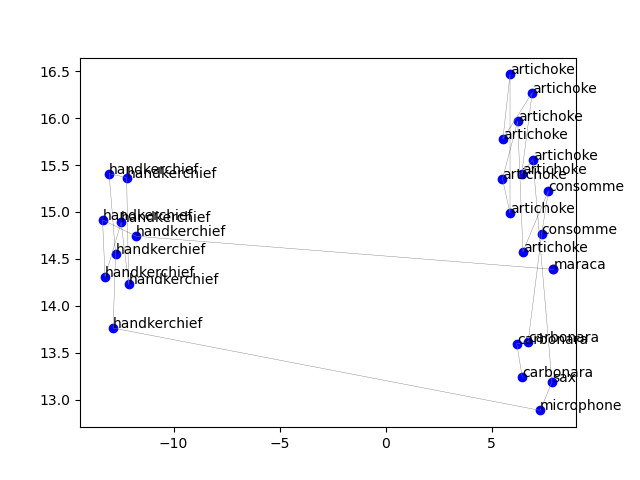 16.5
16.0
15.5
15.0
14.5
14.0
13.5
13.0
−10
−5
0
5
artichoke
artichoke
artichoke
artichoke
artichoke
artichoke
artichoke
consomme
artichoke
consomme
artichoke
maraca
carbonara
carbonara
carbonara
sax
microphone
handkerchief
handkerchief
handkerchief
handkerchief
handkerchief
handkerchief
handkerchief
handkerchief
handkerchief